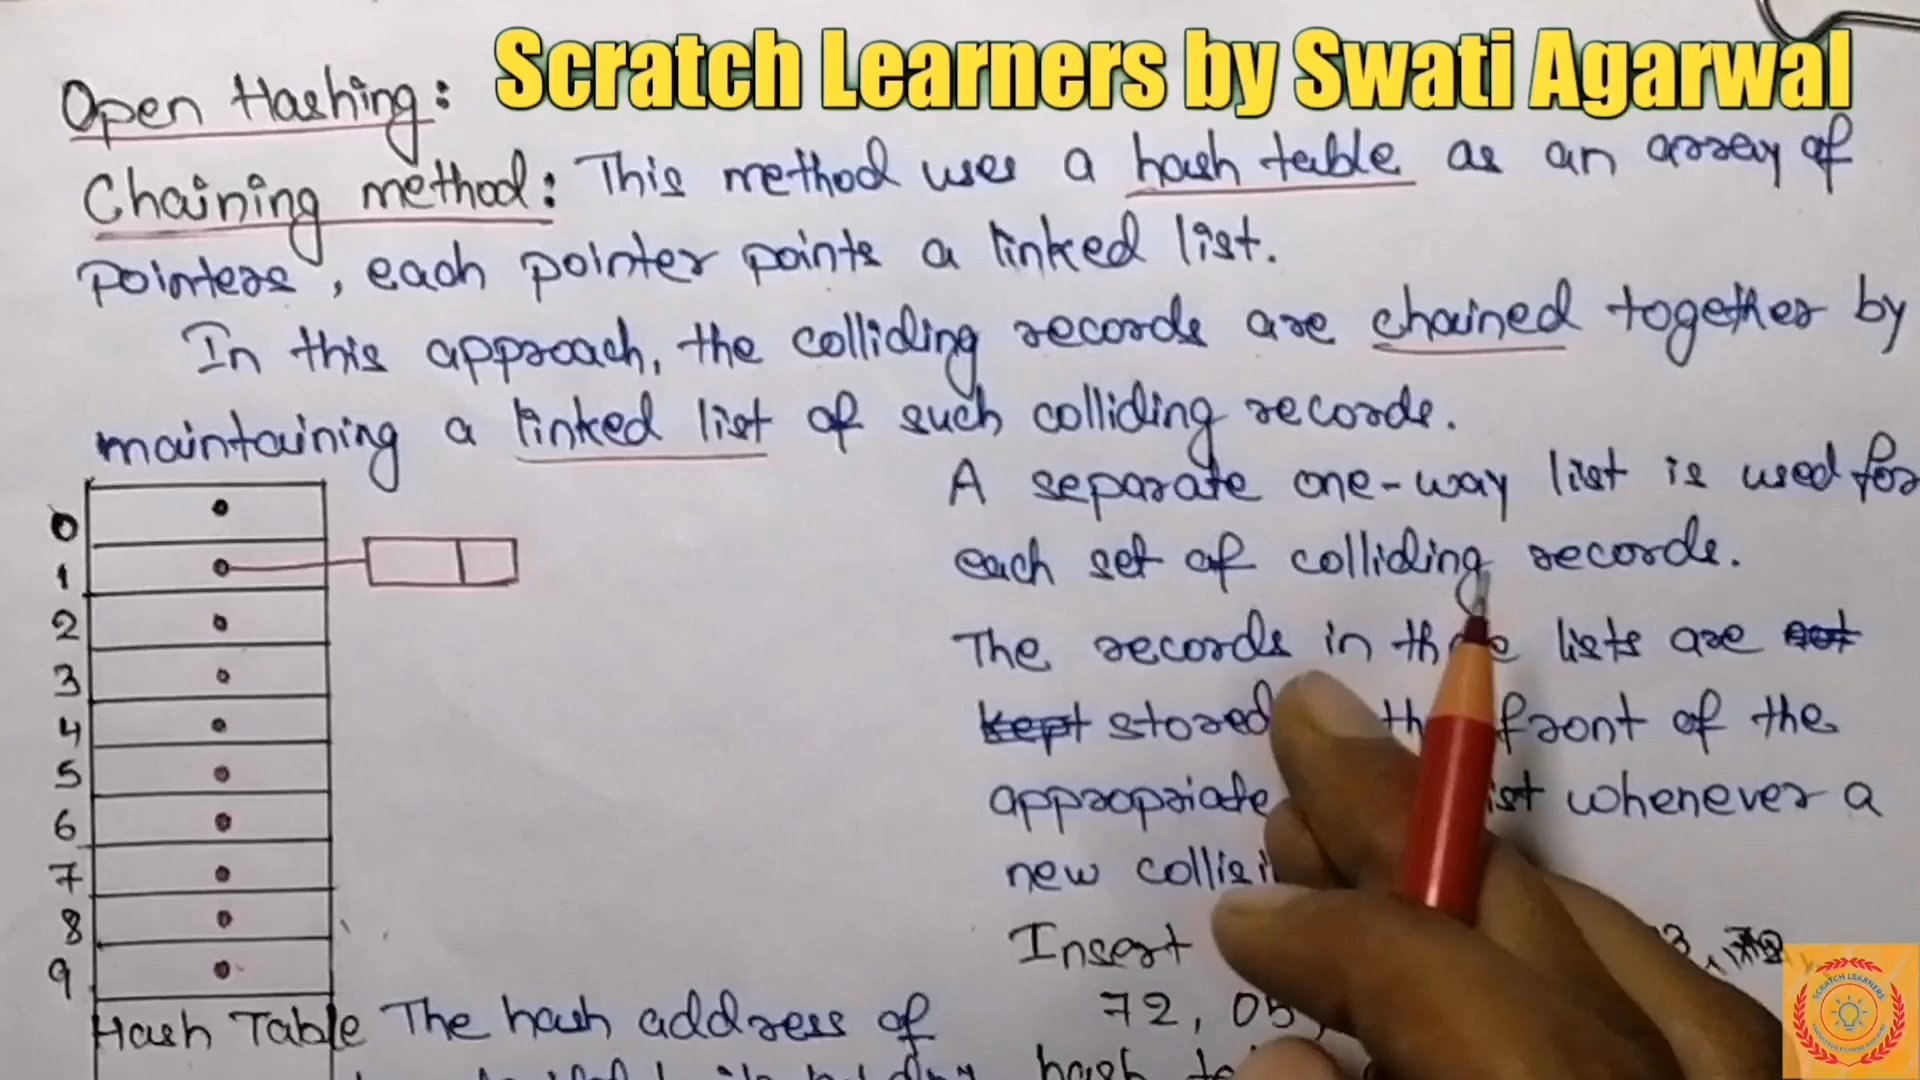 Scratch Learners by Swati Agarwal
Open Hashing:
Chaining method: This method uses a hash table as an array of
pointers, each pointer points a linked list.
In this approach, the colliding records are chained together by
maintaining a linked list of such colliding records.
A separate one-way list is used for
each set of colliding records.
The records in lists are not
kept stored front of the
appropriate whenever a
new
Insert
72, 05,
0
1
2
3
4
5
6
7
8
9
Hash Table The hash address of
hash
SCRATCH LEARNERS